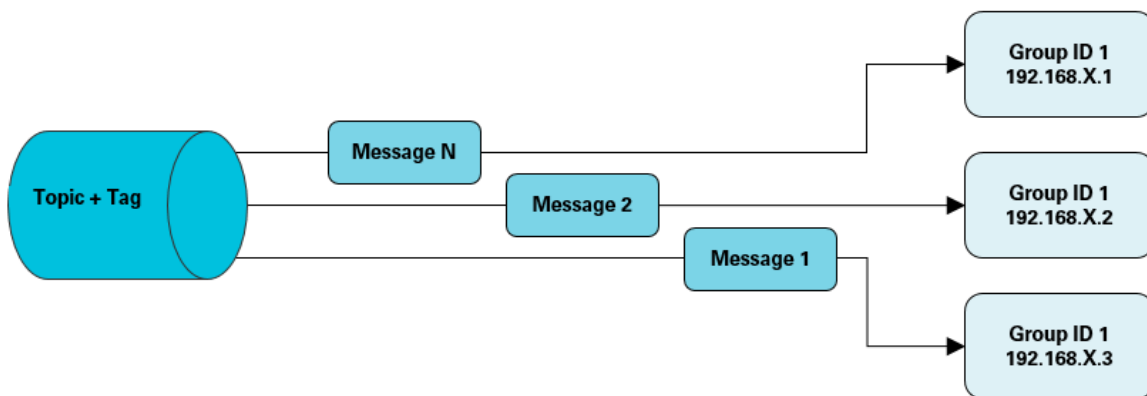 Topic + Tag
Message N
Message 2
Message 1
Group ID 1
192.168.X.1
Group ID 1
192.168.X.2
Group ID 1
192.168.X.3